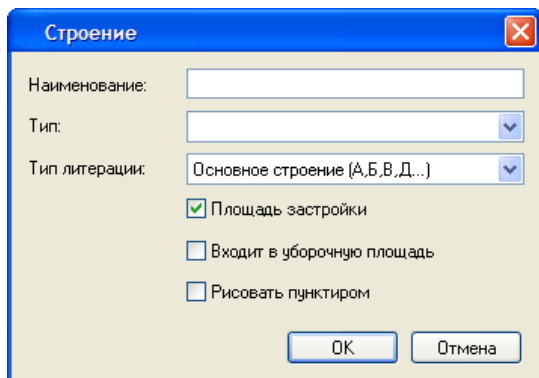 Строение
Наименование:
Тип:
Тип литерации: Основное строение (А,Б,В,Д...)
Площадь застройки
Входит в уборочную площадь
Рисовать пунктиром
OK Отмена